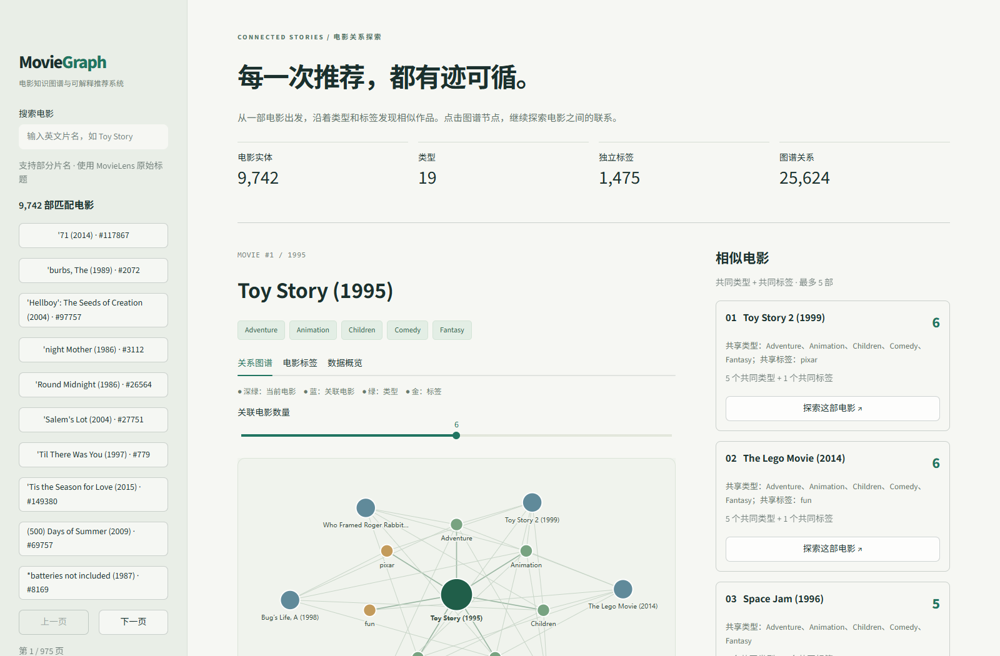 MovieGraph
电影知识图谱与可解释推荐系统
搜索电影
输入英文片名，如 Toy Story
支持部分片名 · 使用 MovieLens 原始标
题
9,742 部匹配电影
'71 (2014) · #117867
'burbs, The (1989) · #2072
'Hellboy': The Seeds of Creation
(2004) · #97757
'night Mother (1986) · #3112
'Round Midnight (1986) · #26564
'Salem's Lot (2004) · #27751
'Til There Was You (1997) · #779
'Tis the Season for Love (2015) ·
#149380
(500) Days of Summer (2009) ·
#69757
*batteries not included (1987) ·
#8169
上一页
下一页
第 1 / 975 页
CONNECTED STORIES / 电影关系探索
每一次推荐，都有迹可循。
从一部电影出发，沿着类型和标签发现相似作品。点击图谱节点，继续探索电影之间的联系。
电影实体
9,742
类型
19
独立标签
1,475
图谱关系
25,624
MOVIE #1 / 1995
Toy Story (1995)
Adventure
Animation
Children
Comedy
Fantasy
关系图谱
电影标签
数据概览
● 深绿：当前电影 ● 蓝：关联电影 ● 绿：类型 ● 金：标签
关联电影数量
6
Who Framed Roger Rabbit...
Toy Story 2 (1999)
Adventure
pixar
Animation
The Lego Movie (2014)
Bug's Life, A (1998)
fun
Toy Story (1995)
Children
相似电影
共同类型 + 共同标签 · 最多 5 部
01 Toy Story 2 (1999)
6
共享类型：Adventure、Animation、Children、Comedy、
Fantasy；共享标签：pixar
5 个共同类型 + 1 个共同标签
探索这部电影 ↗
02 The Lego Movie (2014)
6
共享类型：Adventure、Animation、Children、Comedy、
Fantasy；共享标签：fun
5 个共同类型 + 1 个共同标签
探索这部电影 ↗
03 Space Jam (1996)
5
共享类型：Adventure、Animation、Children、Comedy、
Fantasy